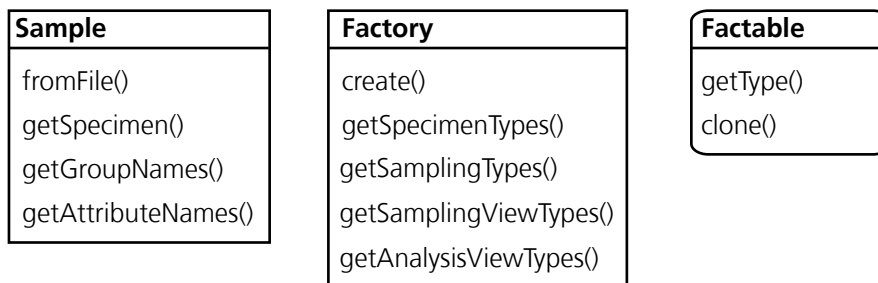 Sample
fromFile()
getSpecimen()
getGroupNames()
getAttributeNames()
Factory
create()
getSpecimenTypes()
getSamplingTypes()
getSamplingViewTypes()
getAnalysisViewTypes()
Factable
getType()
clone()